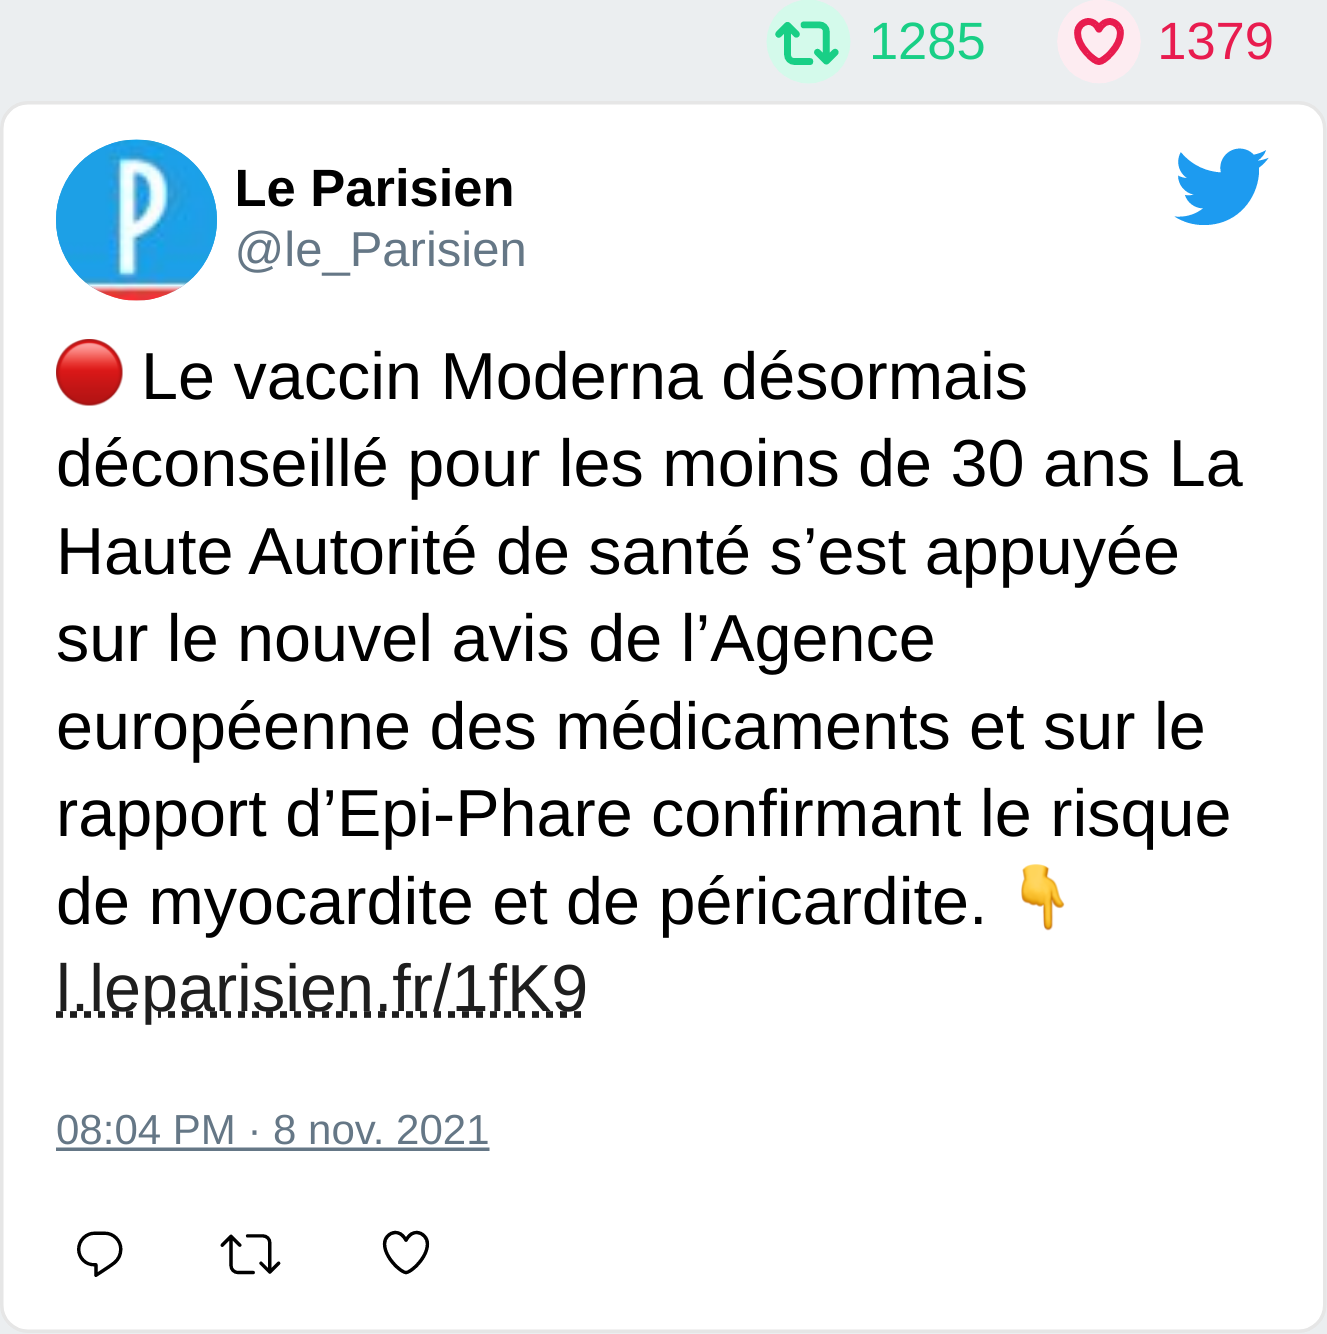 1285 1379
Le Parisien
@le_Parisien
🔴 Le vaccin Moderna désormais
déconseillé pour les moins de 30 ans La
Haute Autorité de santé s’est appuyée
sur le nouvel avis de l’Agence
européenne des médicaments et sur le
rapport d’Epi-Phare confirmant le risque
de myocardite et de péricardite. 👇
l.leparisien.fr/1fK9
08:04 PM · 8 nov. 2021